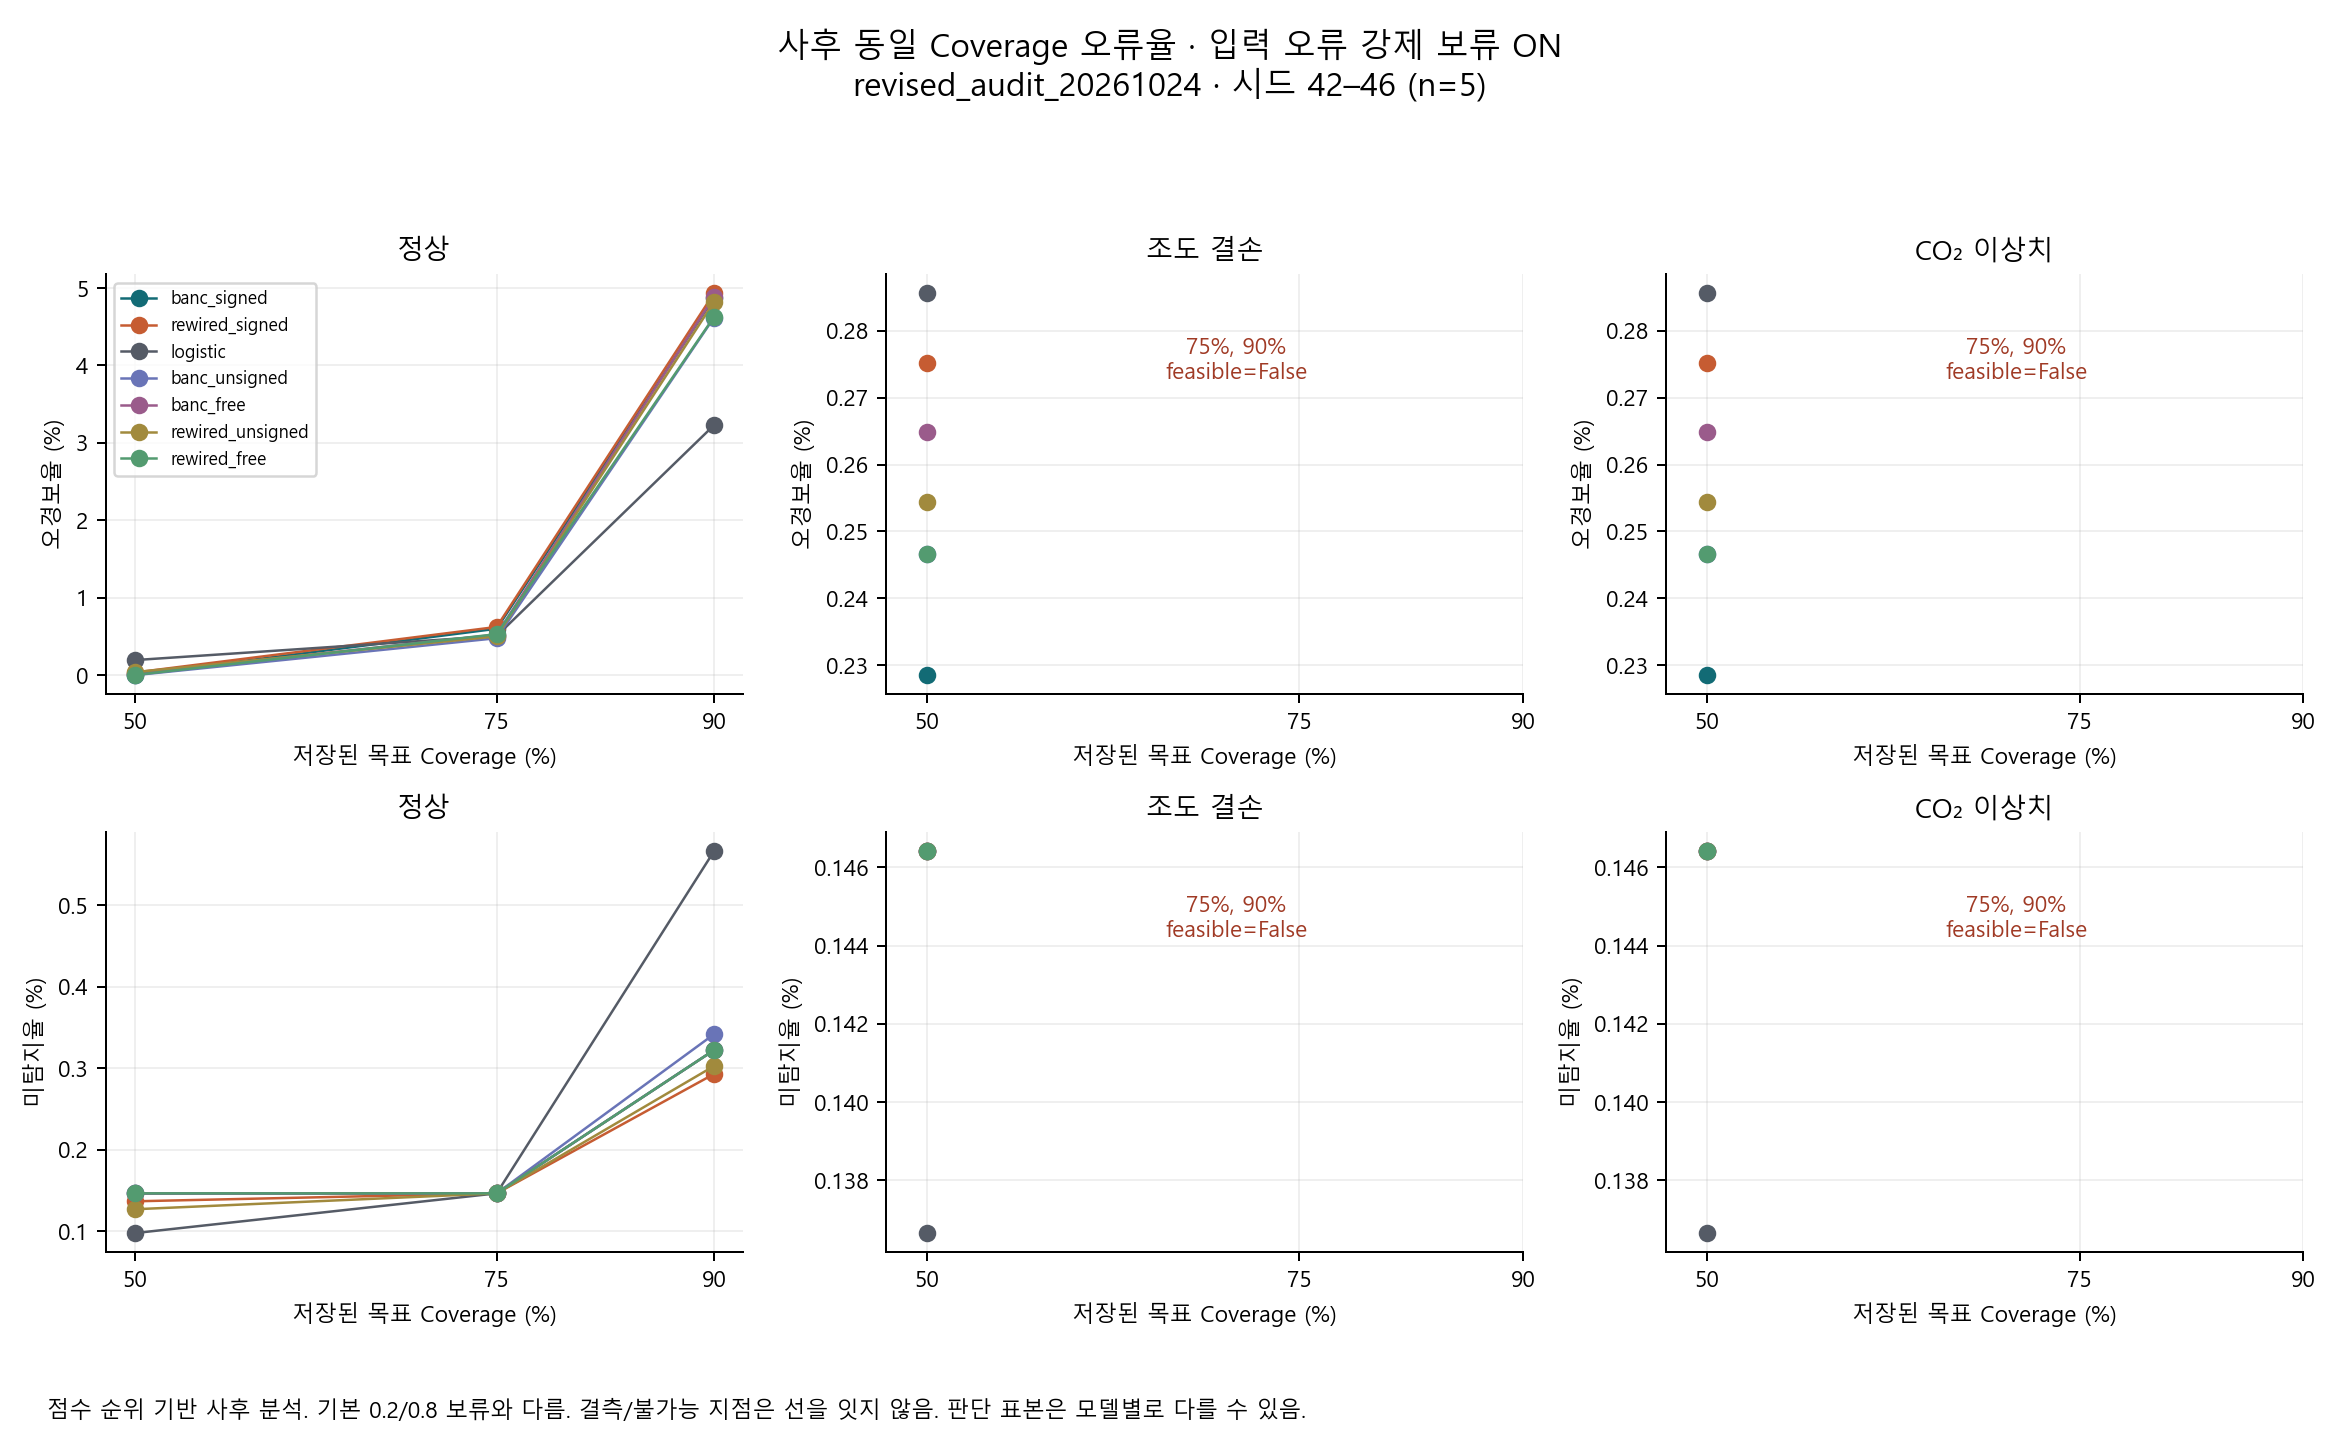 사후 동일 Coverage 오류율 · 입력 오류 강제 보류 ON
revised_audit_20261024 · 시드 42–46 (n=5)
정상
오경보율 (%)
5
4
3
2
1
0
banc_signed
rewired_signed
logistic
banc_unsigned
banc_free
rewired_unsigned
rewired_free
50
75
90
저장된 목표 Coverage (%)
조도 결손
오경보율 (%)
0.28
0.27
0.26
0.25
0.24
0.23
75%, 90%
feasible=False
50
75
90
저장된 목표 Coverage (%)
CO₂ 이상치
오경보율 (%)
0.28
0.27
0.26
0.25
0.24
0.23
75%, 90%
feasible=False
50
75
90
저장된 목표 Coverage (%)
정상
미탐지율 (%)
0.5
0.4
0.3
0.2
0.1
50
75
90
저장된 목표 Coverage (%)
조도 결손
미탐지율 (%)
0.146
0.144
0.142
0.140
0.138
75%, 90%
feasible=False
50
75
90
저장된 목표 Coverage (%)
CO₂ 이상치
미탐지율 (%)
0.146
0.144
0.142
0.140
0.138
75%, 90%
feasible=False
50
75
90
저장된 목표 Coverage (%)
점수 순위 기반 사후 분석. 기본 0.2/0.8 보류와 다름. 결측/불가능 지점은 선을 잇지 않음. 판단 표본은 모델별로 다를 수 있음.